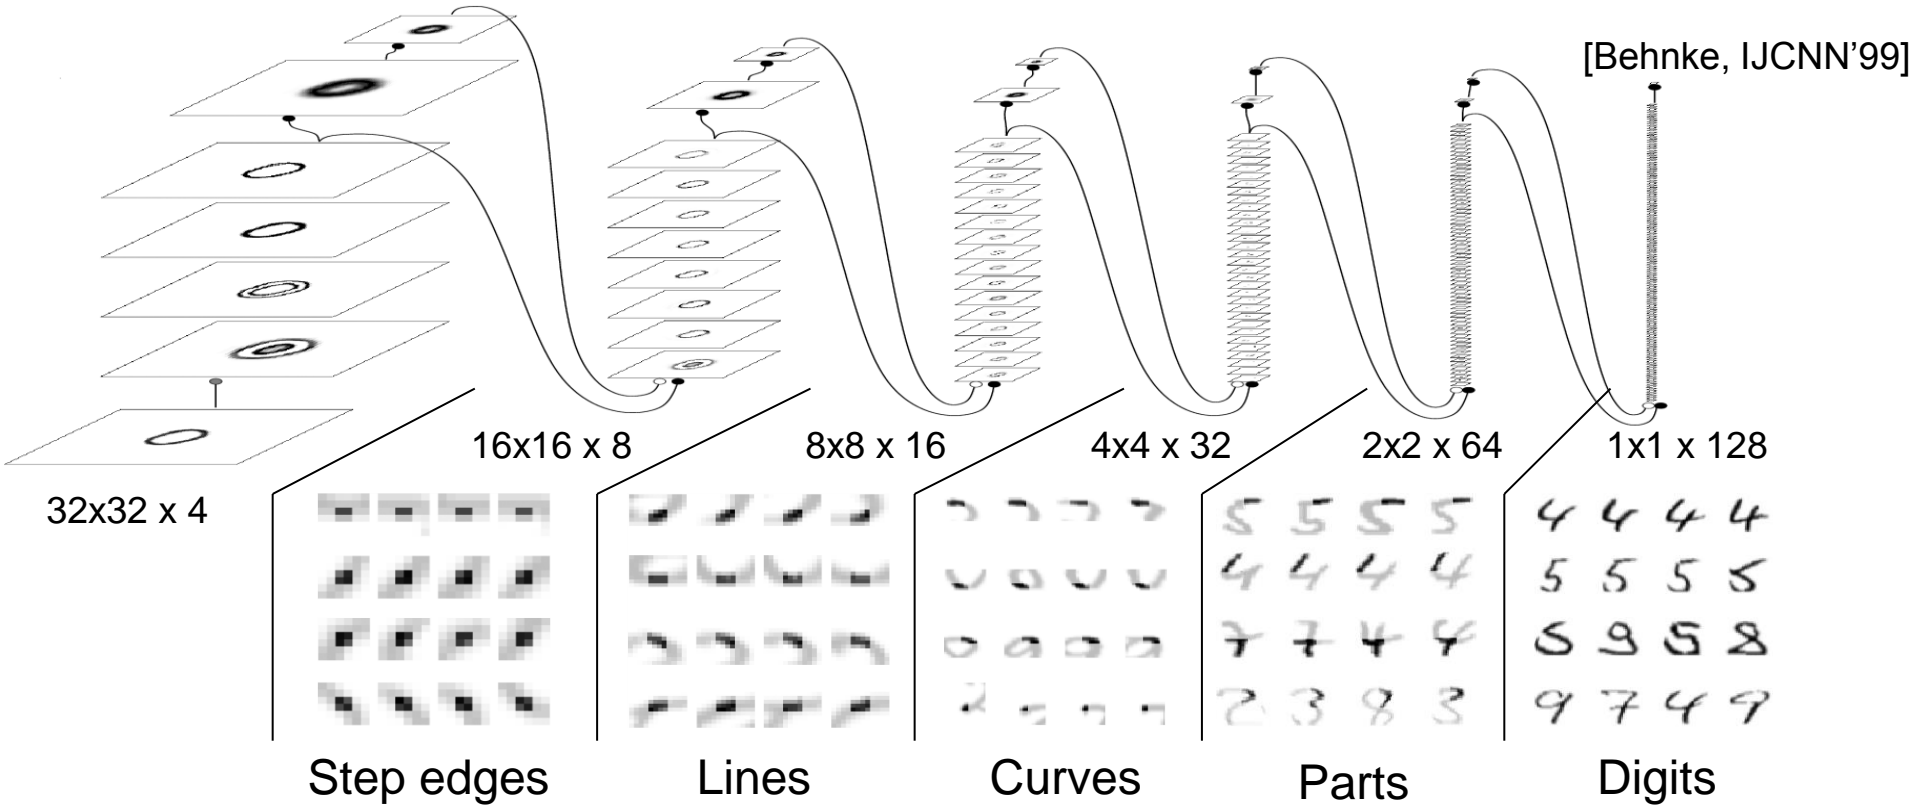 [Behnke, IJCNN'99]
32x32 x 4
16x16 x 8
8x8 x 16
4x4 x 32
2x2 x 64
1x1 x 128
Step edges
Lines
Curves
Parts
Digits